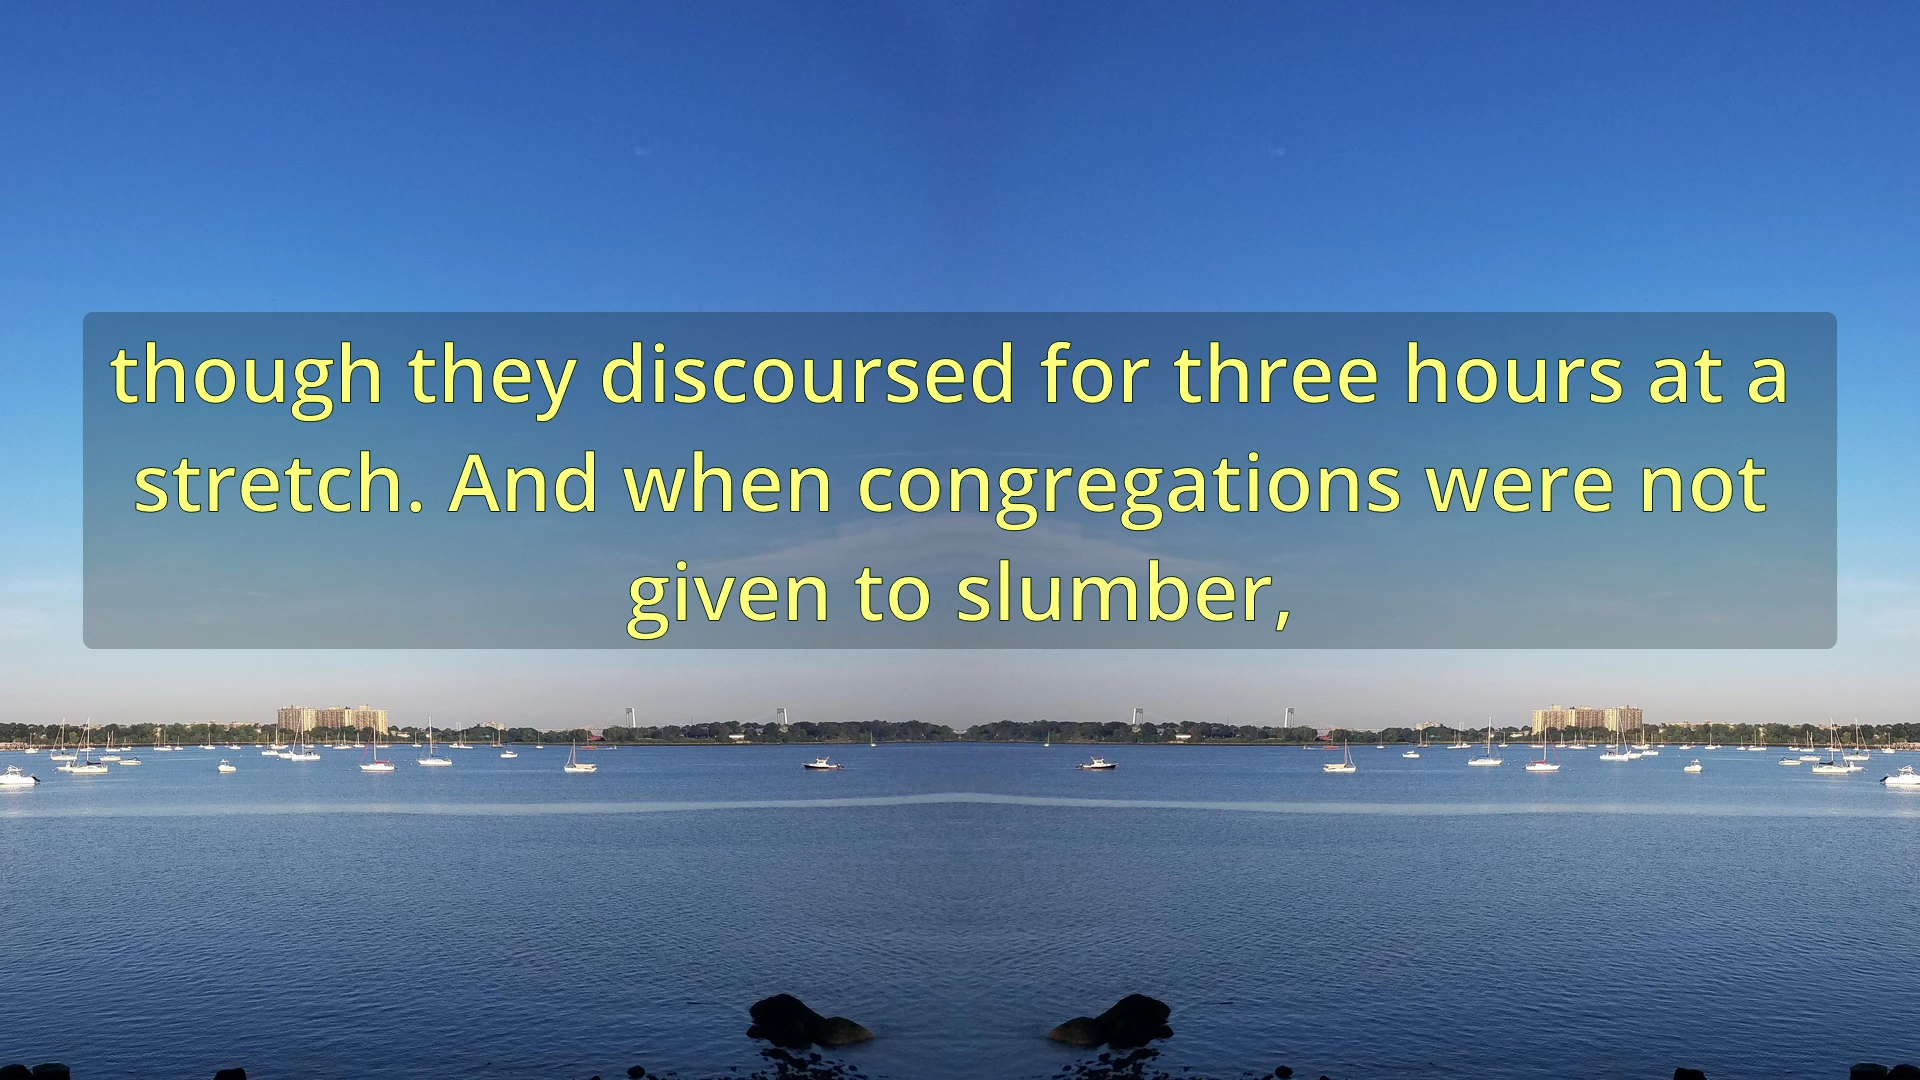 though they discoursed for three hours at a
stretch. And when congregations were not
given to slumber,